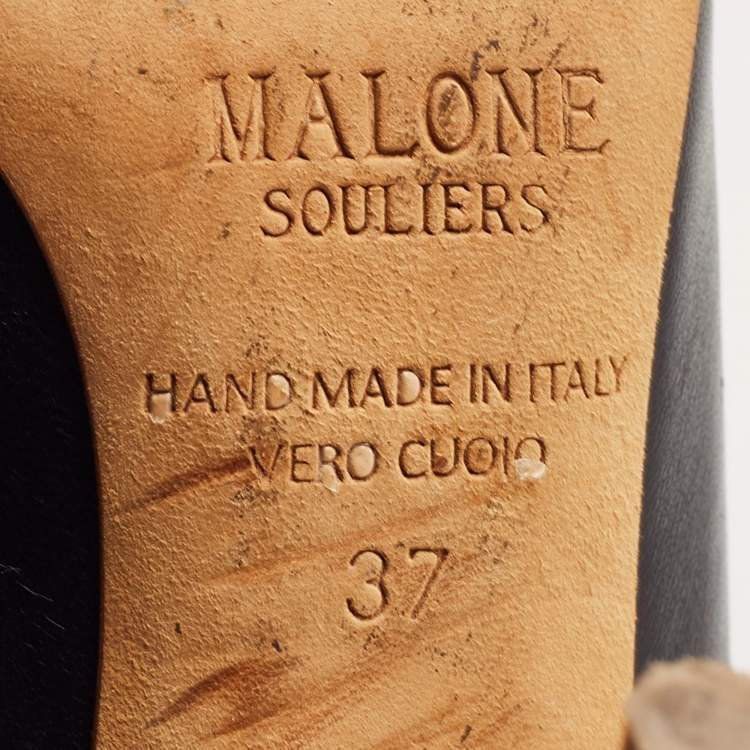 MALONE
SOULIERS
HAND MADE IN ITALY
VERO CUOIO
37